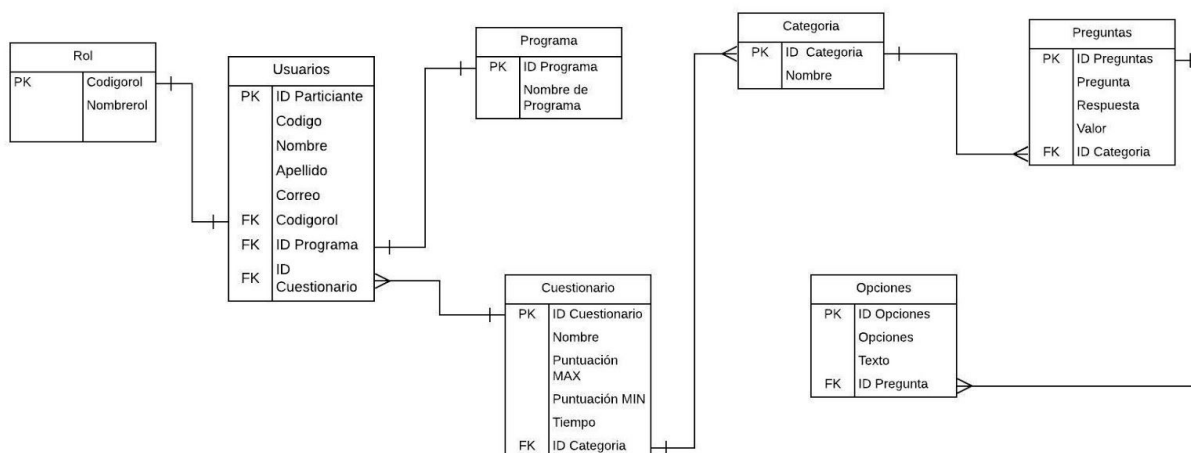 Rol
PK Codigorol
Nombrerol
Usuarios
PK ID Particiante
Codigo
Nombre
Apellido
Correo
FK Codigorol
FK ID Programa
FK ID
Cuestionario
Programa
PK ID Programa
Nombre de
Programa
Cuestionario
PK ID Cuestionario
Nombre
Puntuación
MAX
Puntuación MIN
Tiempo
FK ID Categoria
Categoria
PK ID Categoria
Nombre
Preguntas
PK ID Preguntas
Pregunta
Respuesta
Valor
FK ID Categoria
Opciones
PK ID Opciones
Opciones
Texto
FK ID Pregunta